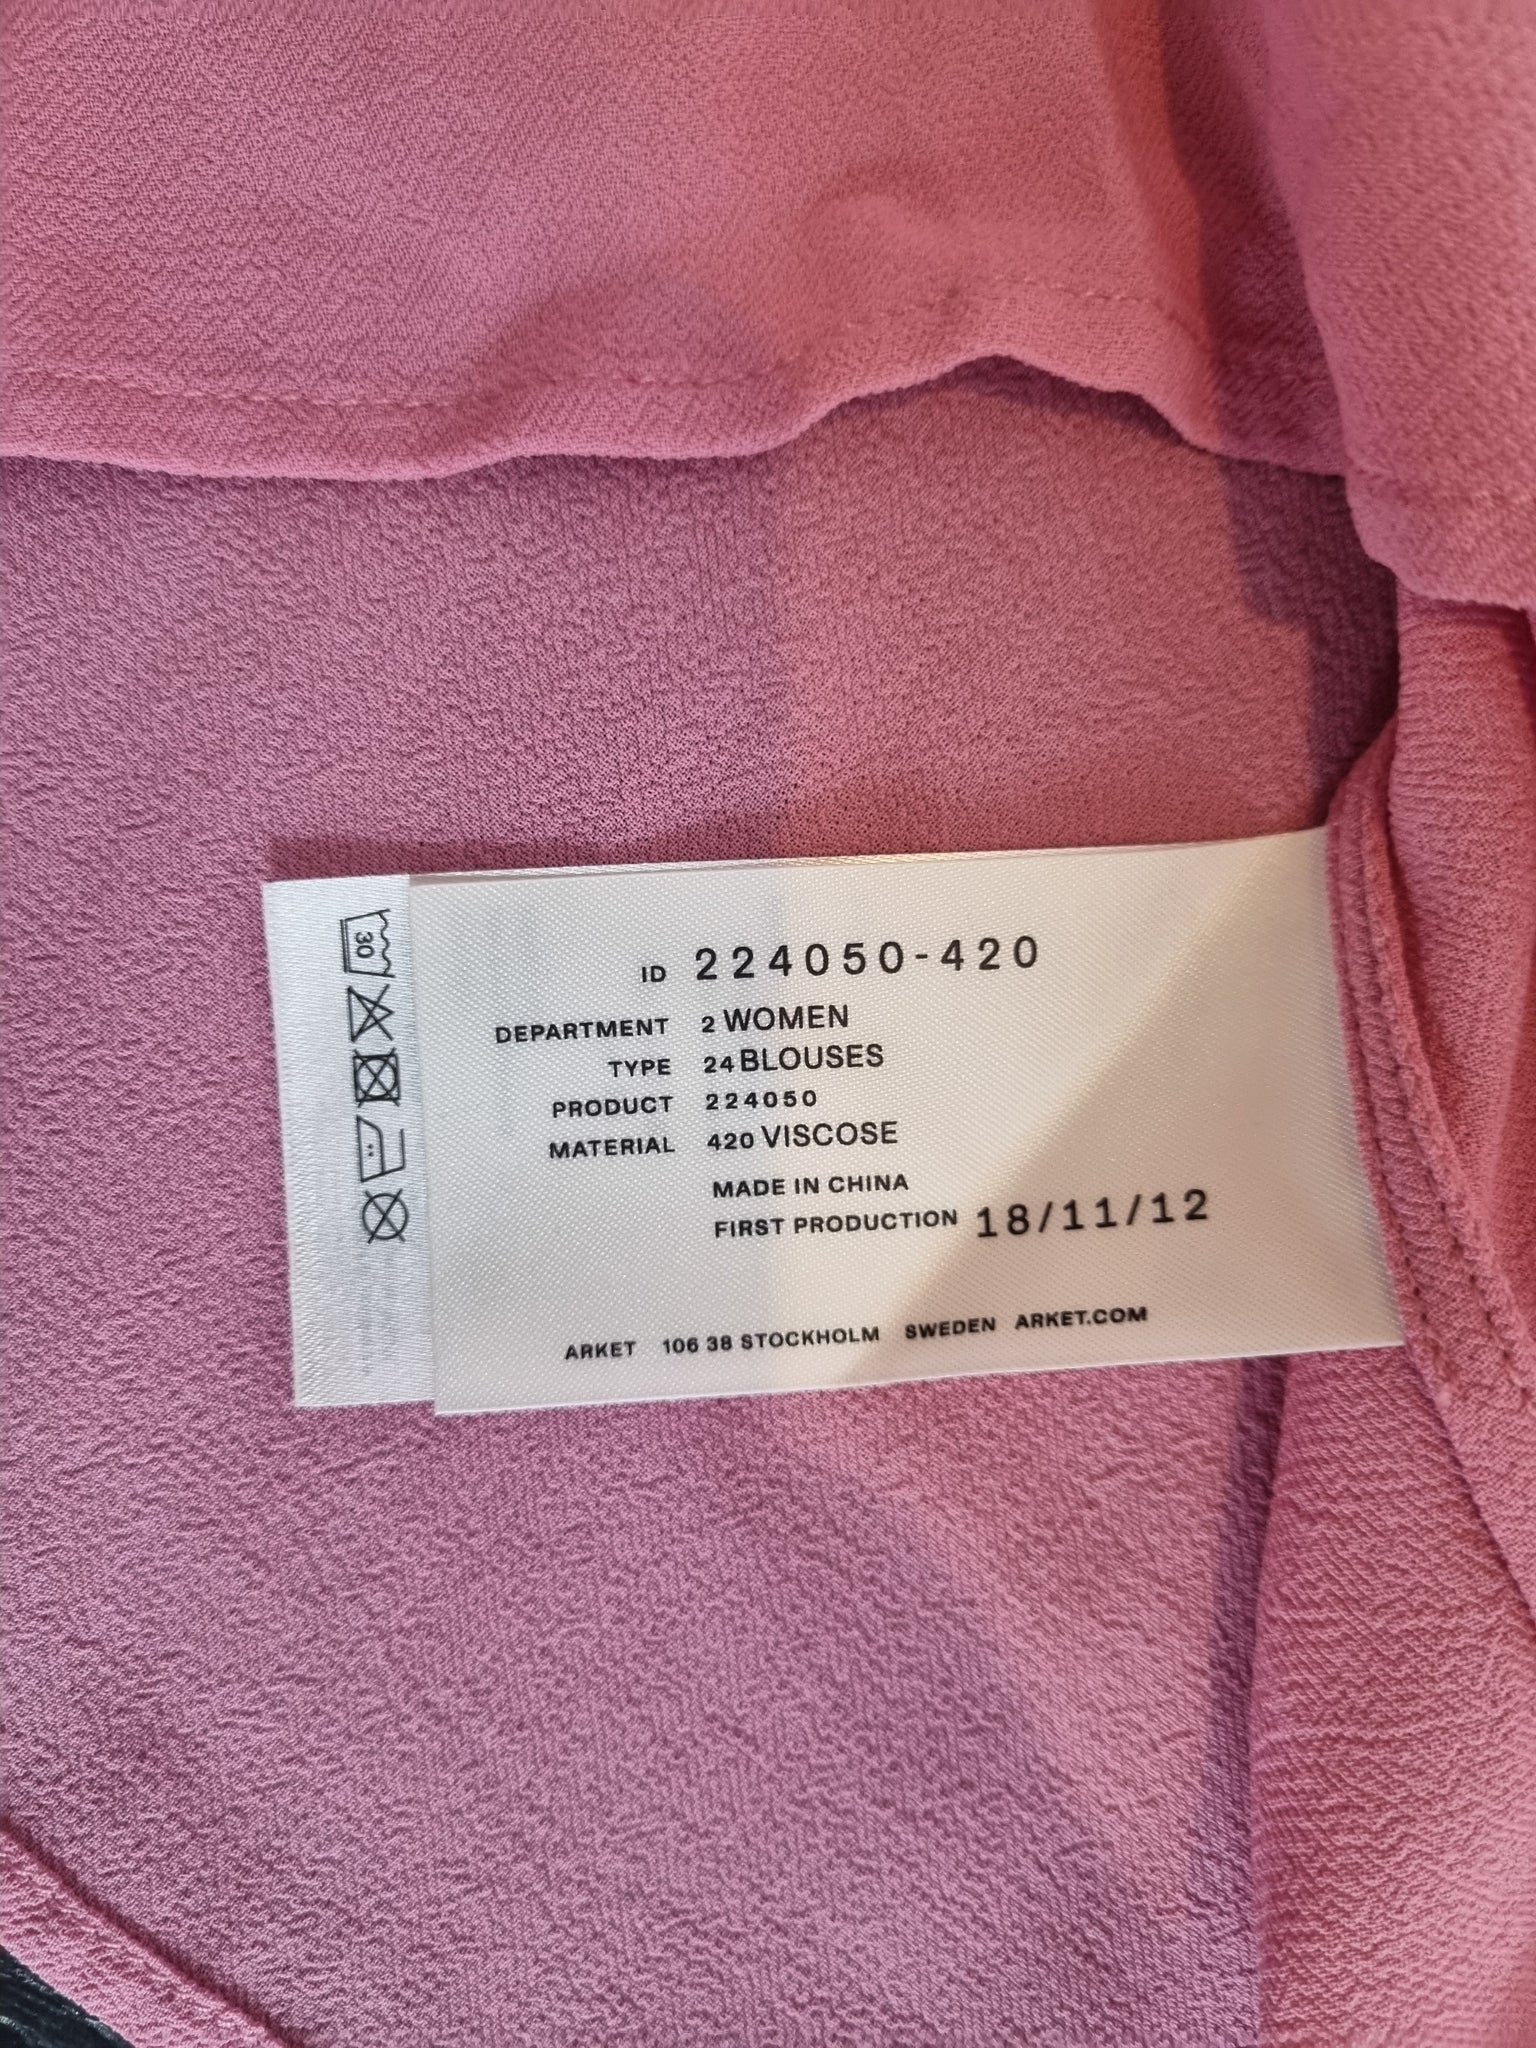 30
ID 224050-420
DEPARTMENT 2 WOMEN
TYPE 24 BLOUSES
PRODUCT 224050
MATERIAL 420 VISCOSE
MADE IN CHINA
FIRST PRODUCTION 18/11/12
ARKET 106 38 STOCKHOLM SWEDEN ARKET.COM